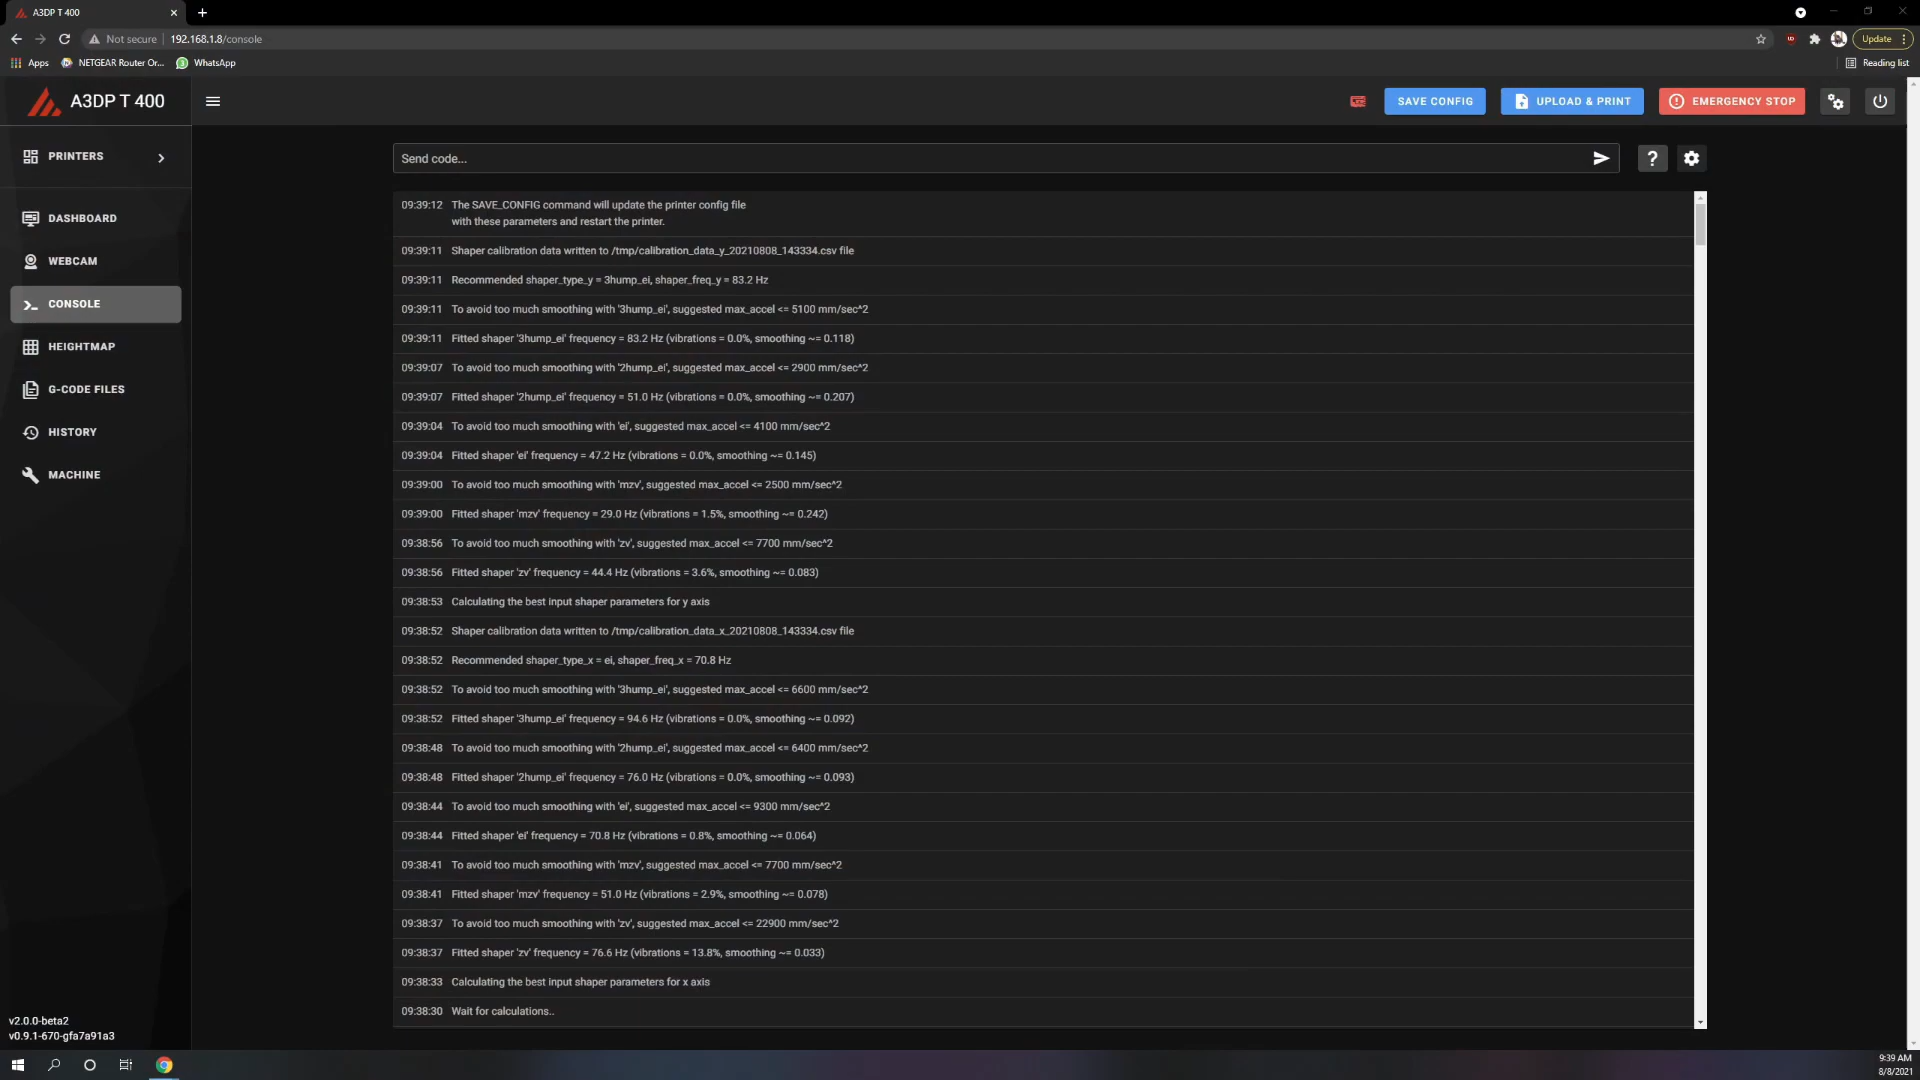 A3DP T 400
Not secure
192.168.1.8/console
Update
Apps
NETGEAR Router Or...
WhatsApp
Reading list
A3DP T 400
SAVE CONFIG
UPLOAD & PRINT
EMERGENCY STOP
PRINTERS
DASHBOARD
WEBCAM
CONSOLE
HEIGHTMAP
G-CODE FILES
HISTORY
MACHINE
v2.0.0-beta2
v0.9.1-670-gfa7a91a3
Send code...
?
09:39:12 The SAVE_CONFIG command will update the printer config file
with these parameters and restart the printer.
09:39:11 Shaper calibration data written to /tmp/calibration_data_y_20210808_143334.csv file
09:39:11 Recommended shaper_type_y = 3hump_ei, shaper_freq_y = 83.2 Hz
09:39:11 To avoid too much smoothing with '3hump_ei', suggested max_accel <= 5100 mm/sec^2
09:39:11 Fitted shaper '3hump_ei' frequency = 83.2 Hz (vibrations = 0.0%, smoothing ~= 0.118)
09:39:07 To avoid too much smoothing with '2hump_ei', suggested max_accel <= 2900 mm/sec^2
09:39:07 Fitted shaper '2hump_ei' frequency = 51.0 Hz (vibrations = 0.0%, smoothing ~= 0.207)
09:39:04 To avoid too much smoothing with 'ei', suggested max_accel <= 4100 mm/sec^2
09:39:04 Fitted shaper 'ei' frequency = 47.2 Hz (vibrations = 0.0%, smoothing ~= 0.145)
09:39:00 To avoid too much smoothing with 'mzv', suggested max_accel <= 2500 mm/sec^2
09:39:00 Fitted shaper 'mzv' frequency = 29.0 Hz (vibrations = 1.5%, smoothing ~= 0.242)
09:38:56 To avoid too much smoothing with 'zv', suggested max_accel <= 7700 mm/sec^2
09:38:56 Fitted shaper 'zv' frequency = 44.4 Hz (vibrations = 3.6%, smoothing ~= 0.083)
09:38:53 Calculating the best input shaper parameters for y axis
09:38:52 Shaper calibration data written to /tmp/calibration_data_x_20210808_143334.csv file
09:38:52 Recommended shaper_type_x = ei, shaper_freq_x = 70.8 Hz
09:38:52 To avoid too much smoothing with '3hump_ei', suggested max_accel <= 6600 mm/sec^2
09:38:52 Fitted shaper '3hump_ei' frequency = 94.6 Hz (vibrations = 0.0%, smoothing ~= 0.092)
09:38:48 To avoid too much smoothing with '2hump_ei', suggested max_accel <= 6400 mm/sec^2
09:38:48 Fitted shaper '2hump_ei' frequency = 76.0 Hz (vibrations = 0.0%, smoothing ~= 0.093)
09:38:44 To avoid too much smoothing with 'ei', suggested max_accel <= 9300 mm/sec^2
09:38:44 Fitted shaper 'ei' frequency = 70.8 Hz (vibrations = 0.8%, smoothing ~= 0.064)
09:38:41 To avoid too much smoothing with 'mzv', suggested max_accel <= 7700 mm/sec^2
09:38:41 Fitted shaper 'mzv' frequency = 51.0 Hz (vibrations = 2.9%, smoothing ~= 0.078)
09:38:37 To avoid too much smoothing with 'zv', suggested max_accel <= 22900 mm/sec^2
09:38:37 Fitted shaper 'zv' frequency = 76.6 Hz (vibrations = 13.8%, smoothing ~= 0.033)
09:38:33 Calculating the best input shaper parameters for x axis
09:38:30 Wait for calculations..
9:39 AM
8/8/2021